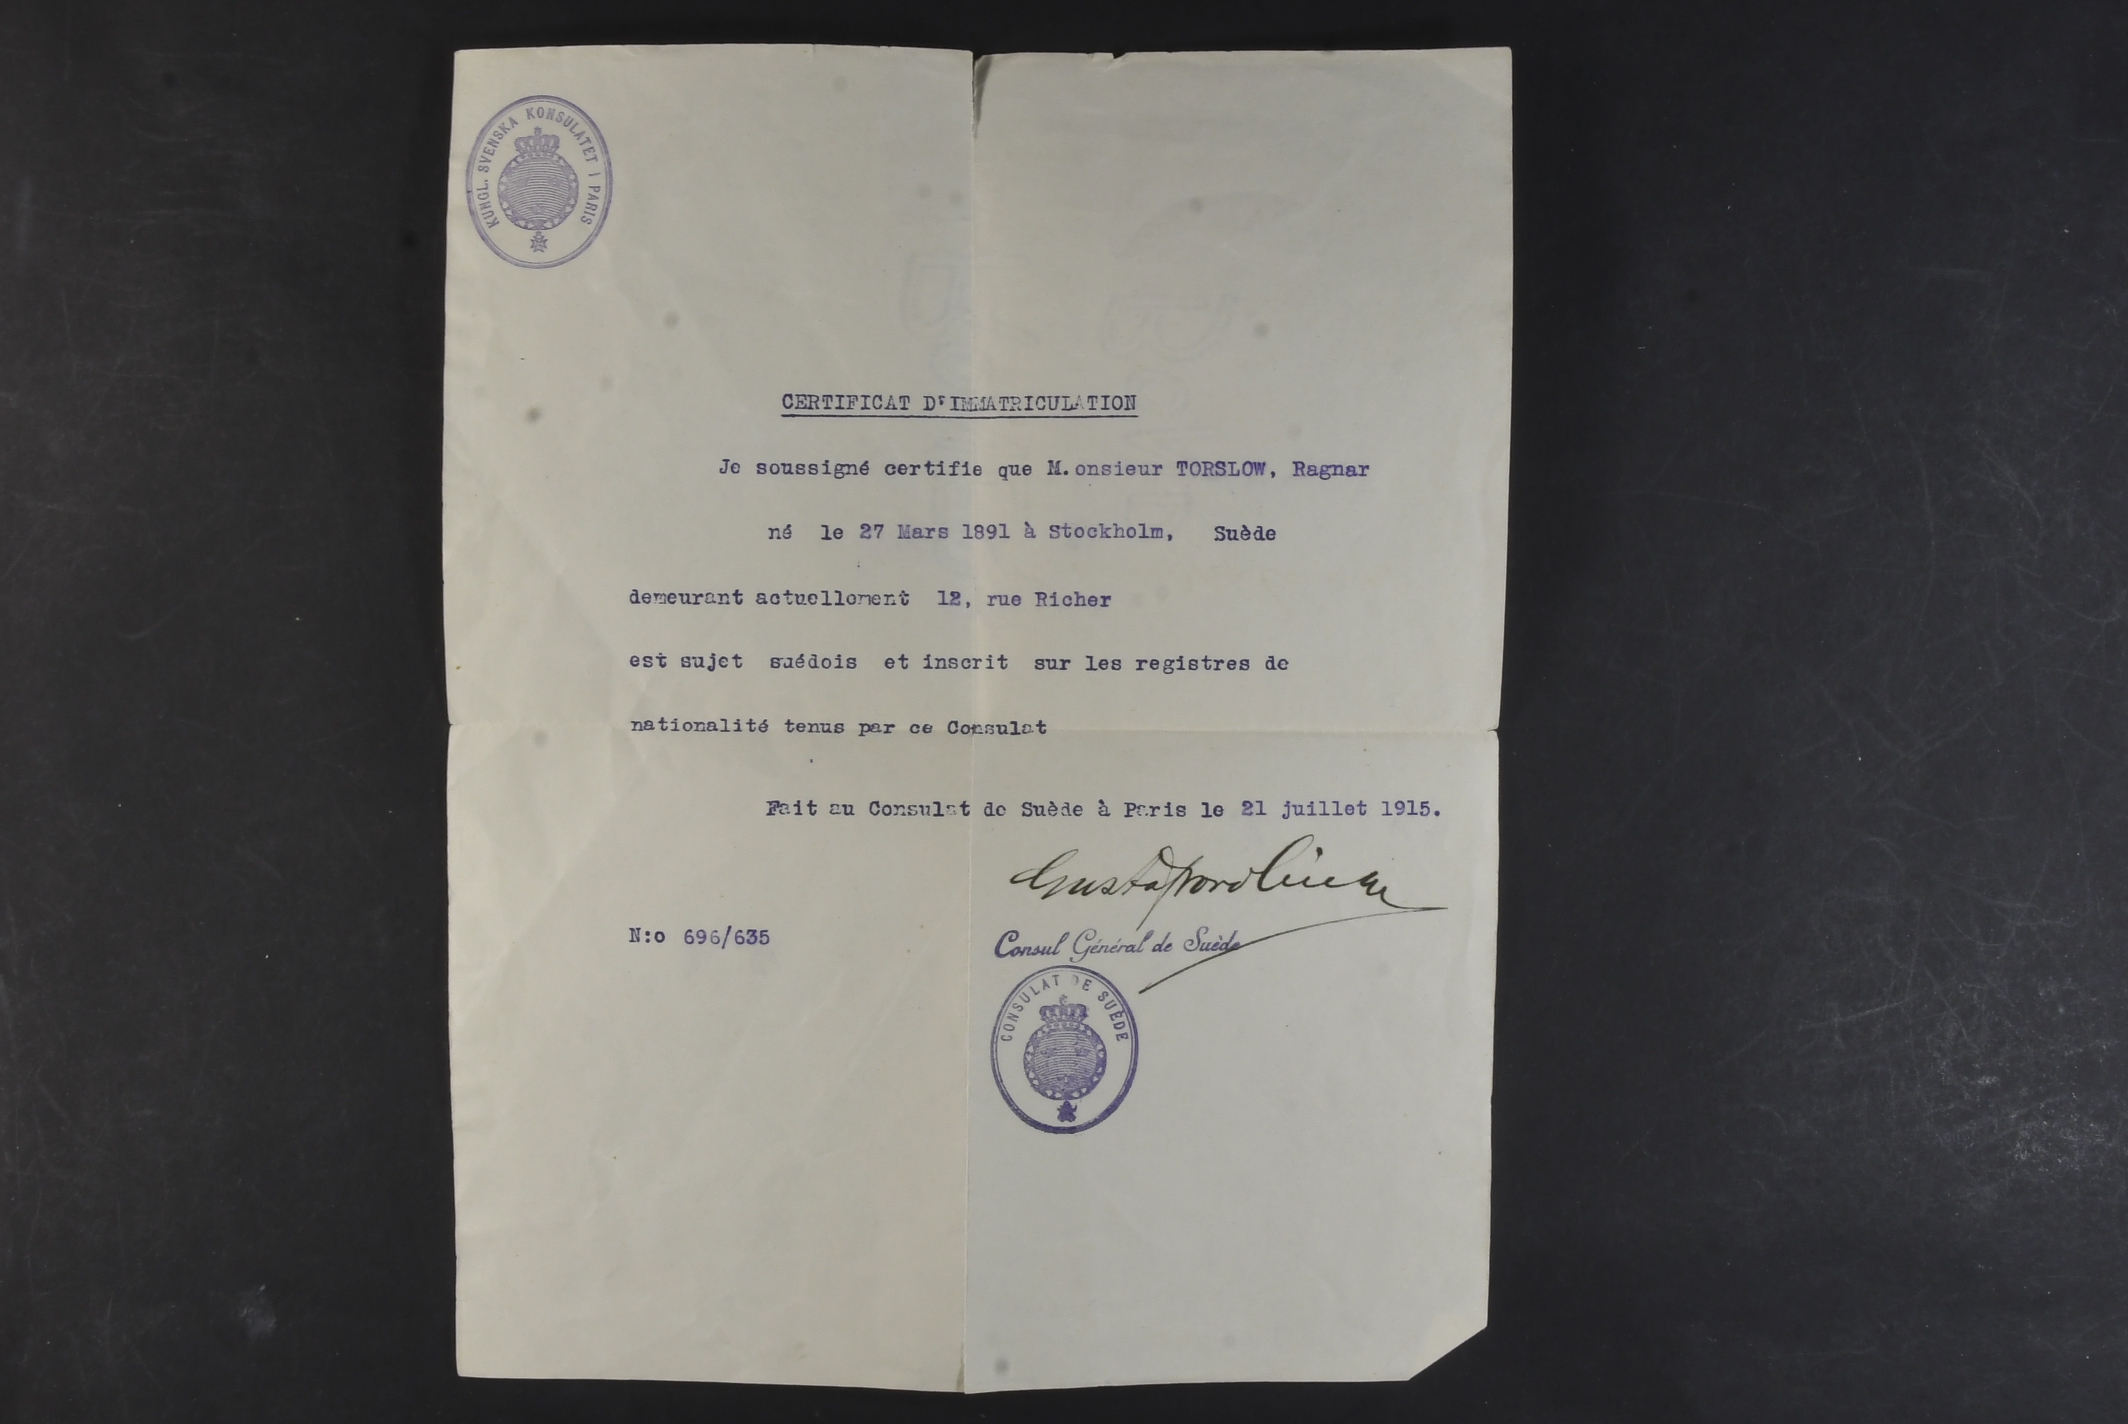 KUNGL. SVENSKA KONSULATET I PARIS
CERTIFICAT D'IMMATRICULATION
Je soussigné certifie que M.onsieur TORSLOW, Ragnar
né le 27 Mars 1891 à Stockholm, Suède
demeurant actuellement 12, rue Richer
est sujet suédois et inscrit sur les registres de
nationalité tenus par ce Consulat
Fait au Consulat de Suède à Paris le 21 juillet 1915.
N:o 696/635
Consul Général de Suède
CONSULAT DE SUÈDE